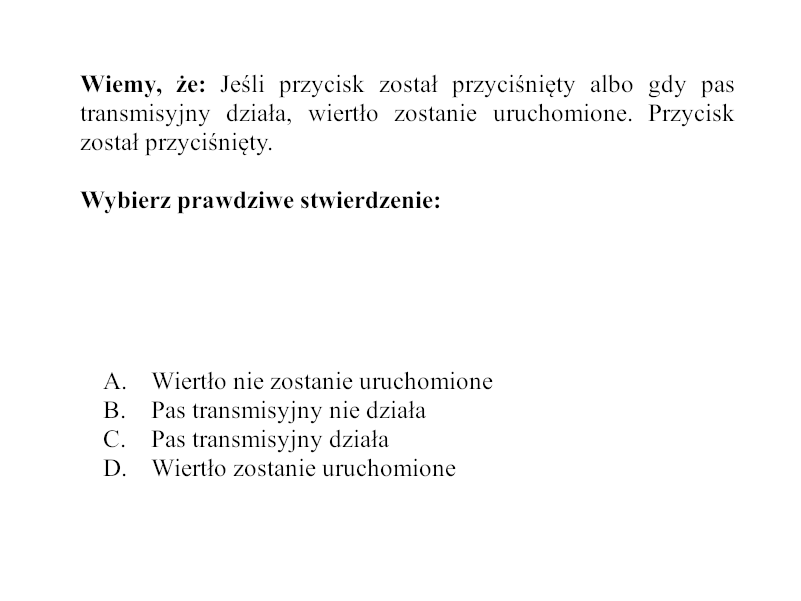 Wiemy, że: Jeśli przycisk został przyciśnięty albo gdy pas
transmisyjny działa, wiertło zostanie uruchomione. Przycisk
został przyciśnięty.
Wybierz prawdziwe stwierdzenie:
A. Wiertło nie zostanie uruchomione
B. Pas transmisyjny nie działa
C. Pas transmisyjny działa
D. Wiertło zostanie uruchomione